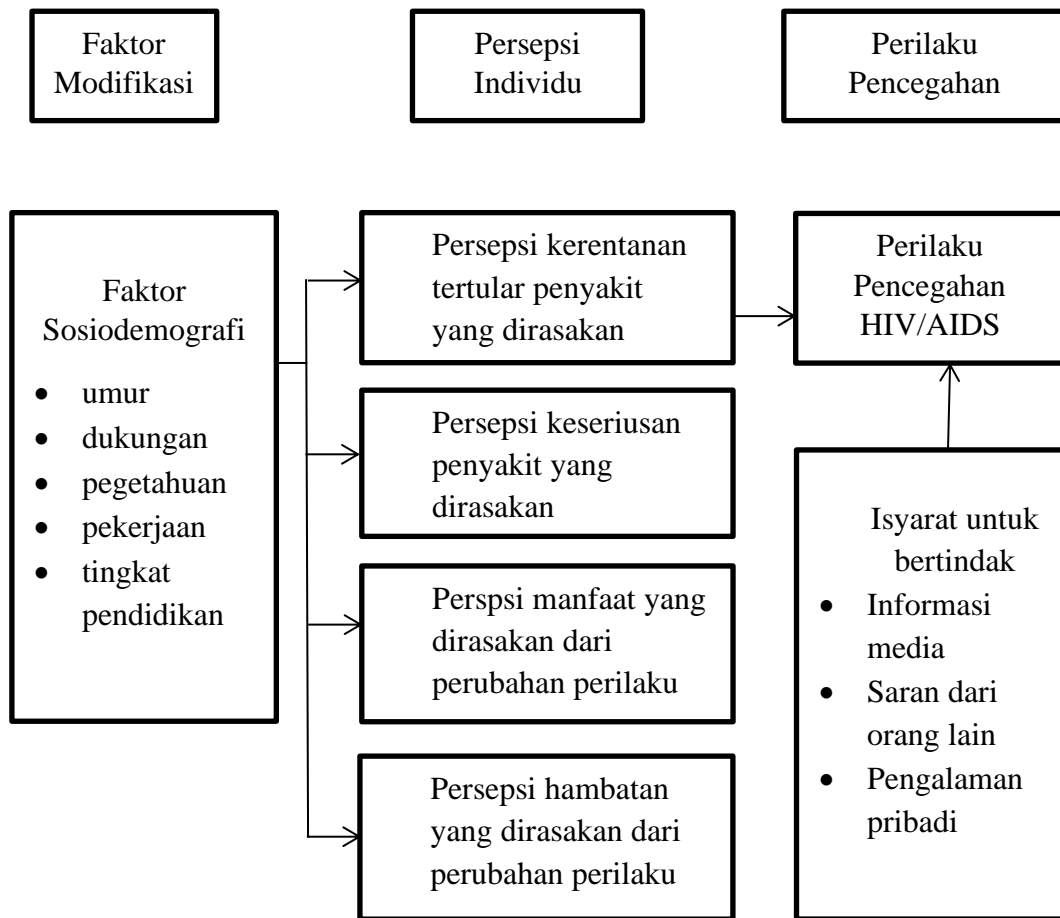 Faktor
Modifikasi
Persepsi
Individu
Perilaku
Pencegahan
Faktor
Sosiodemografi
• umur
• dukungan
• pegetahuan
• pekerjaan
• tingkat
pendidikan
Persepsi kerentanan
tertular penyakit
yang dirasakan
Persepsi keseriusan
penyakit yang
dirasakan
Perspsi manfaat yang
dirasakan dari
perubahan perilaku
Persepsi hambatan
yang dirasakan dari
perubahan perilaku
Perilaku
Pencegahan
HIV/AIDS
Isyarat untuk
bertindak
• Informasi
media
• Saran dari
orang lain
• Pengalaman
pribadi